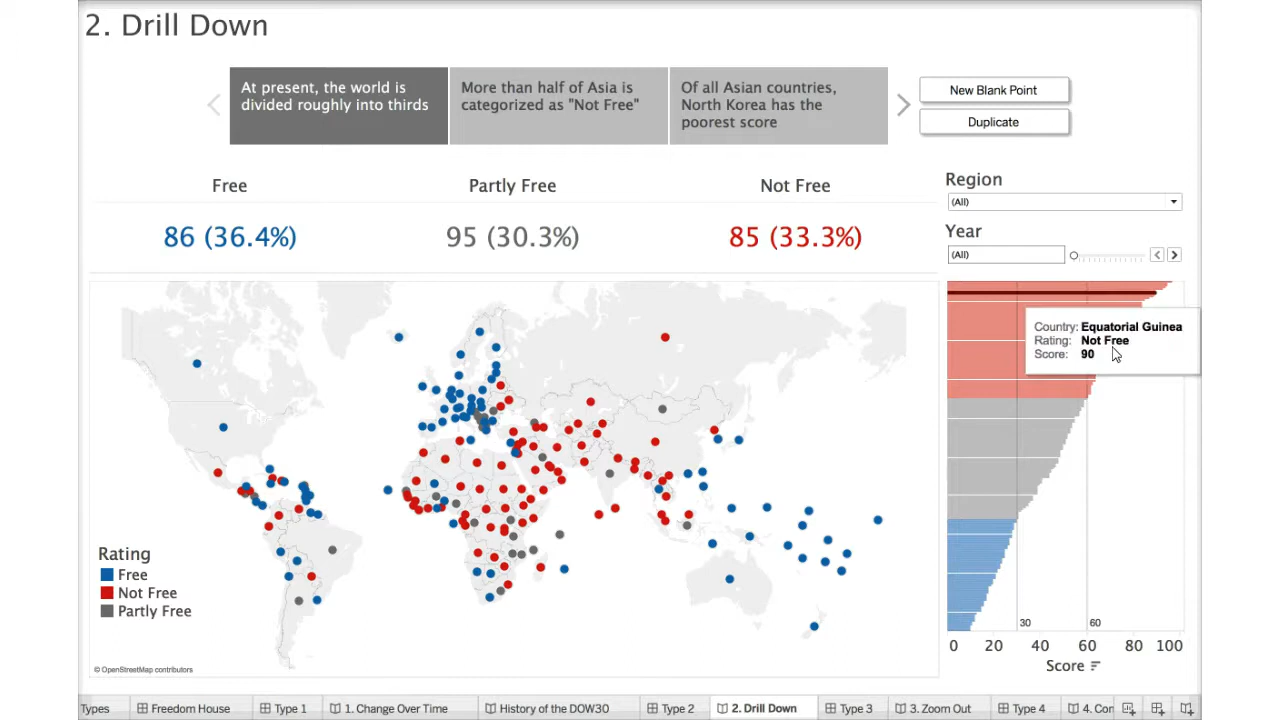 2. Drill Down
At present, the world is
divided roughly into thirds
More than half of Asia is
categorized as "Not Free"
Of all Asian countries,
North Korea has the
poorest score
New Blank Point
Duplicate
Free
Partly Free
Not Free
86 (36.4%)
95 (30.3%)
85 (33.3%)
Region
(All)
Year
(All)
Country: Equatorial Guinea
Rating: Not Free
Score: 90
Rating
Free
Not Free
Partly Free
© OpenStreetMap contributors
30
60
0 20 40 60 80 100
Score
Types
Freedom House
Type 1
1. Change Over Time
History of the DOW30
Type 2
2. Drill Down
Type 3
3. Zoom Out
Type 4
4. Con